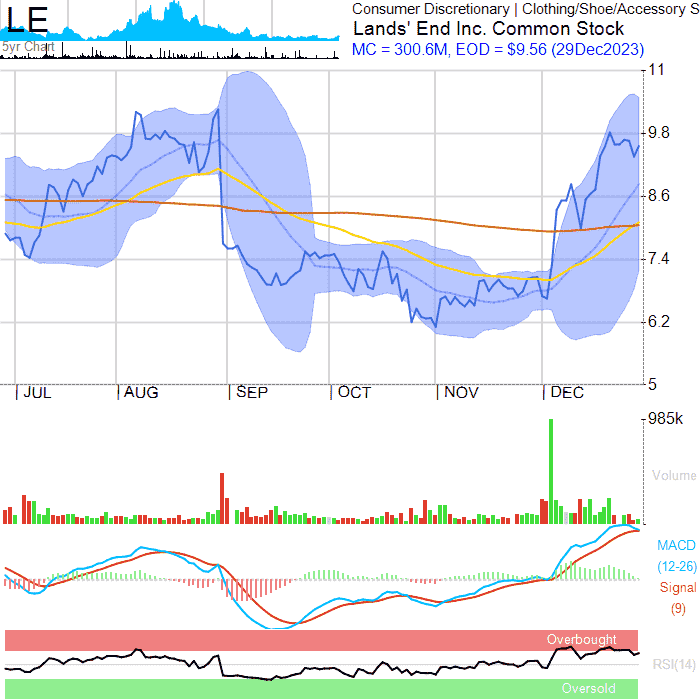 LE
5yr Chart
Consumer Discretionary | Clothing/Shoe/Accessory S
Lands' End Inc. Common Stock
MC = 300.6M, EOD = $9.56 (29Dec2023)
11
9.8
8.6
7.4
6.2
5
JUL AUG SEP OCT NOV DEC
985k
Volume
MACD
(12-26)
Signal
(9)
Overbought
RSI(14)
Oversold